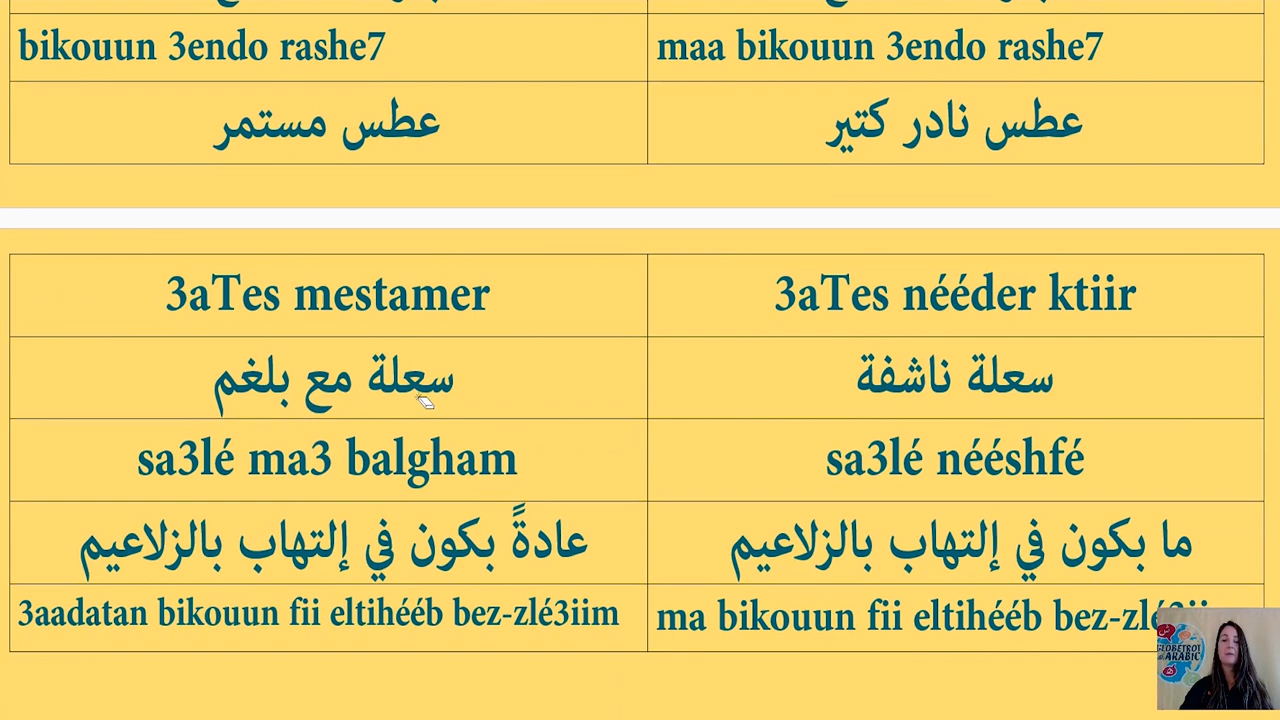 bikouun 3endo rashe7
maa bikouun 3endo rashe7
عطس مستمر
عطس نادر كتير
3aTes mestamer
3aTes nééder ktiir
سعلة مع بلغم
سعلة ناشفة
sa3lé ma3 balgham
sa3lé nééshfé
عادةً بكون في إلتهاب بالزلاعيم
ما بكون في إلتهاب بالزلاعيم
3aadatan bikouun fii eltihééb bez-zlé3iim
ma bikouun fii eltihééb
GLOBETROT
ARABIC